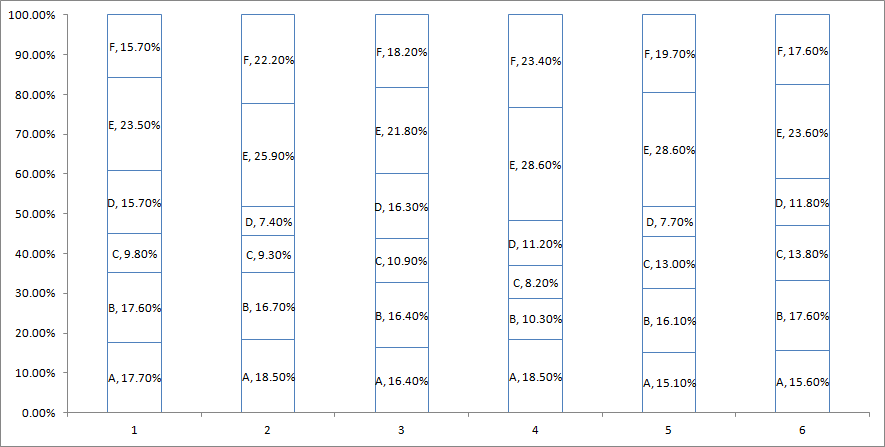 100.00%
90.00%
80.00%
70.00%
60.00%
50.00%
40.00%
30.00%
20.00%
10.00%
0.00%
F, 15.70%
E, 23.50%
D, 15.70%
C, 9.80%
B, 17.60%
A, 17.70%
F, 22.20%
E, 25.90%
D, 7.40%
C, 9.30%
B, 16.70%
A, 18.50%
F, 18.20%
E, 21.80%
D, 16.30%
C, 10.90%
B, 16.40%
A, 16.40%
F, 23.40%
E, 28.60%
D, 11.20%
C, 8.20%
B, 10.30%
A, 18.50%
F, 19.70%
E, 28.60%
D, 7.70%
C, 13.00%
B, 16.10%
A, 15.10%
F, 17.60%
E, 23.60%
D, 11.80%
C, 13.80%
B, 17.60%
A, 15.60%
1 2 3 4 5 6